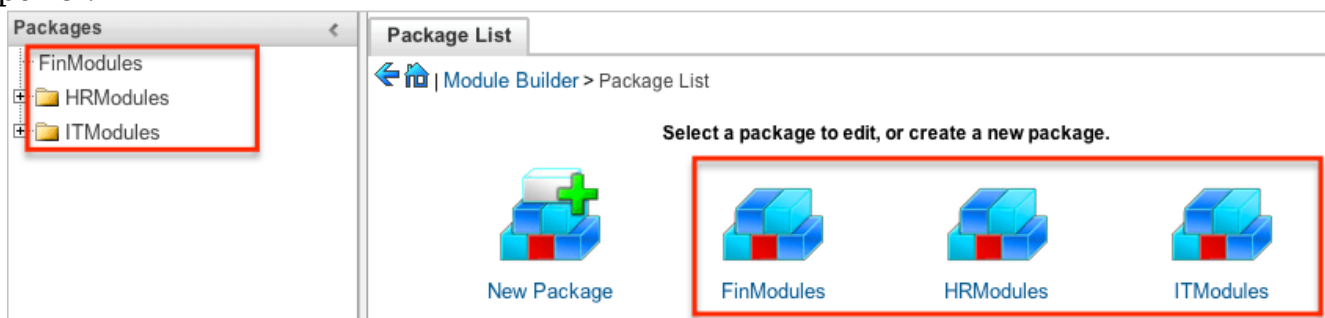 Packages <
FinModules
HRModules
ITModules
Package List
| Module Builder > Package List
Select a package to edit, or create a new package.
New Package
FinModules
HRModules
ITModules